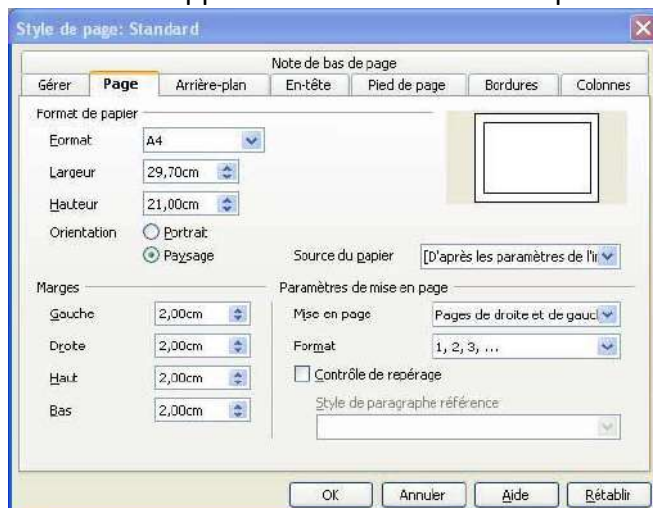 Style de page: Standard
Note de bas de page
Gérer Page Arrière-plan En-tête Pied de page Bordures Colonnes
Format de papier
Format A4
Largeur 29,70cm
Hauteur 21,00cm
Orientation Portrait
Paysage Source du papier [D'après les paramètres de l'i
Marges Paramètres de mise en page
Gauche 2,00cm Mise en page Pages de droite et de gaucl
Drote 2,00cm Format 1, 2, 3, ...
Haut 2,00cm Contrôle de repérage
Bas 2,00cm Style de paragraphe référence
OK Annuler Aide Rétablir